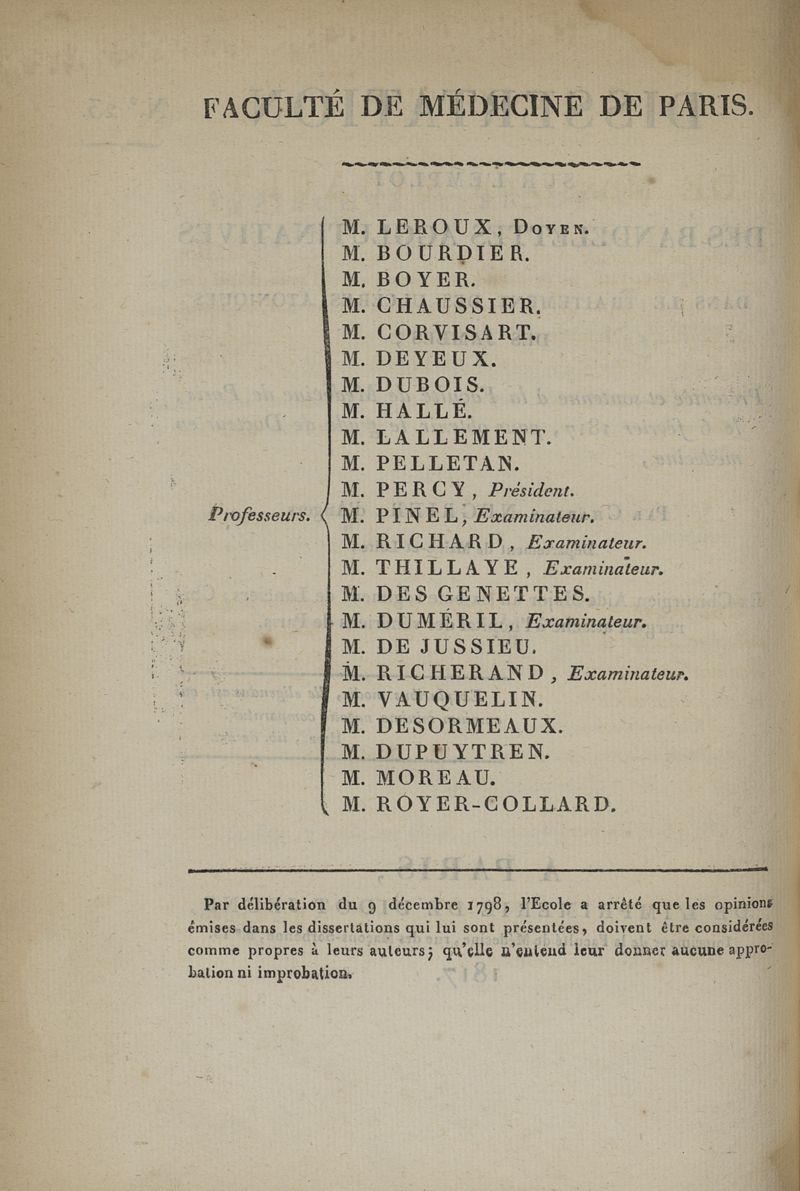 FACULTÉ DE MÉDECINE DE PARIS.
M. LEROUX, DOYEN.
M. BOURDIER.
M. BOYER.
M. CHAUSSIER.
M. CORVISART.
M. DEYEUX.
M. DUBOIS.
M. HALLÉ.
M. LALLEMENT.
M. PELLETAN.
M. PERCY, Président.
Professeurs. M. PINEL, Examinateur.
M. RICHARD, Examinateur.
M. THILLAYE, Examinateur.
M. DES GENETTES.
M. DUMÉRIL, Examinateur.
M. DE JUSSIEU.
M. RICHERAND, Examinateur.
M. VAUQUELIN.
M. DESORMEAUX.
M. DUPUYTREN.
M. MOREAU.
M. ROYER-COLLARD.
Par délibération du 9 décembre 1798, l'Ecole a arrêté que les opinions
émises dans les dissertations qui lui sont présentées, doivent être considérées
comme propres à leurs auteurs; qu'elle n'entend leur donner aucune appro-
bation ni improbation.